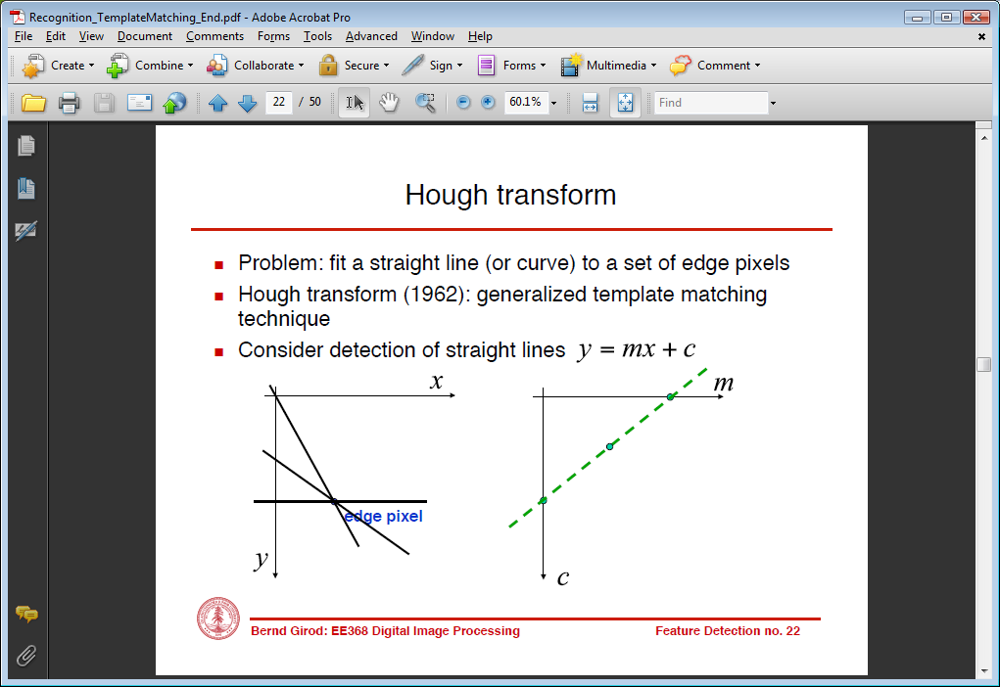 Recognition_TemplateMatching_End.pdf - Adobe Acrobat Pro
File Edit View Document Comments Forms Tools Advanced Window Help
Create Combine Collaborate Secure Sign Forms Multimedia Comment
22 / 50 60.1% Find
Hough transform
Problem: fit a straight line (or curve) to a set of edge pixels
Hough transform (1962): generalized template matching
technique
Consider detection of straight lines y = mx + c
x m
edge pixel
y c
Bernd Girod: EE368 Digital Image Processing Feature Detection no. 22